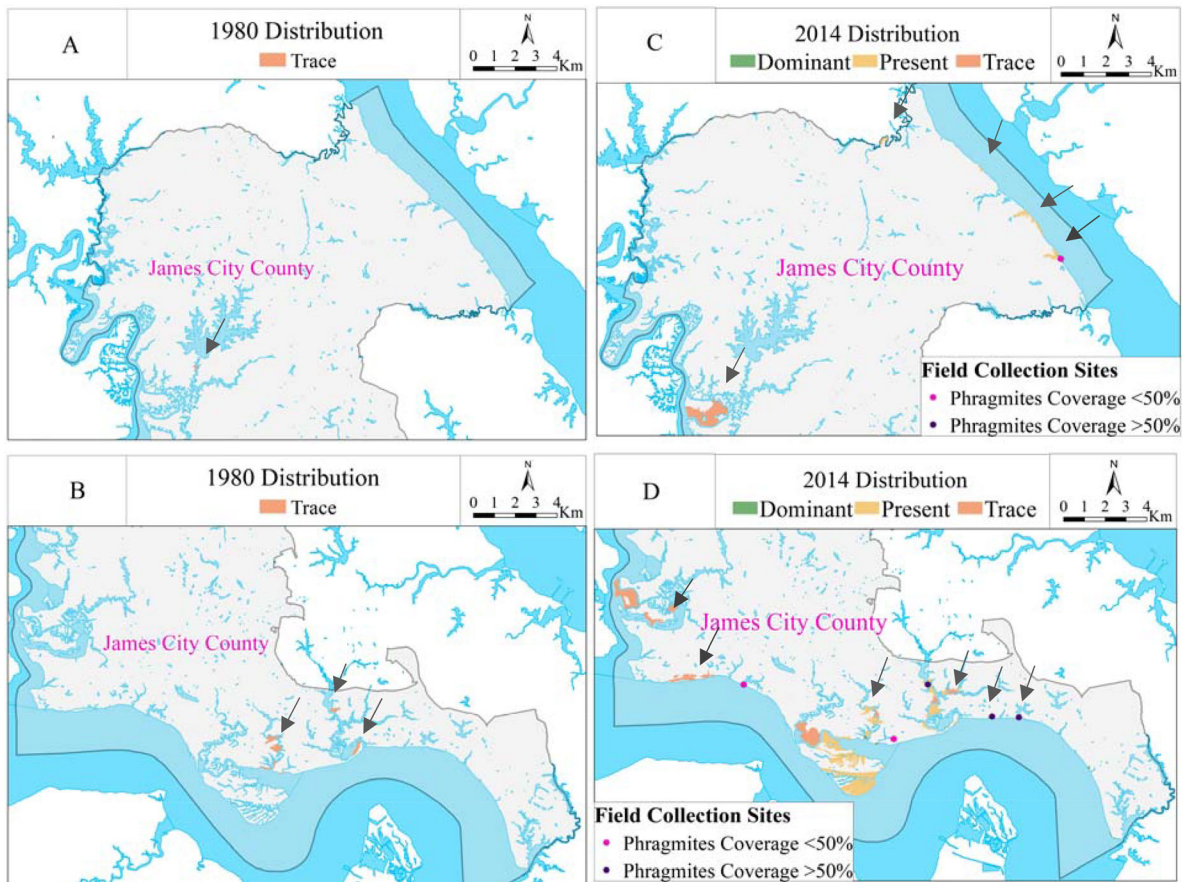 A
1980 Distribution
Trace
N
0 1 2 3 4
Km
James City County
C
2014 Distribution
Dominant Present Trace
N
0 1 2 3 4
Km
James City County
Field Collection Sites
Phragmites Coverage <50%
Phragmites Coverage >50%
B
1980 Distribution
Trace
N
0 1 2 3 4
Km
James City County
D
2014 Distribution
Dominant Present Trace
N
0 1 2 3 4
Km
James City County
Field Collection Sites
Phragmites Coverage <50%
Phragmites Coverage >50%